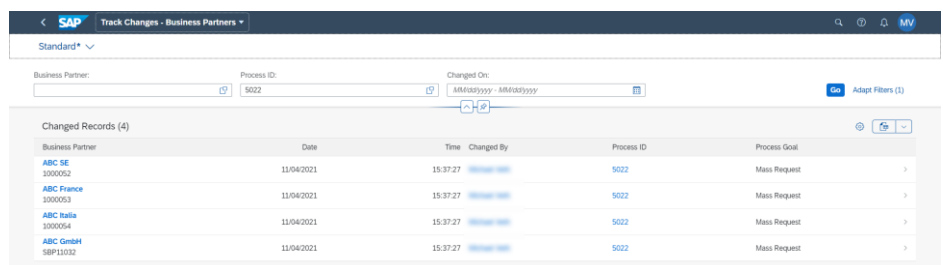 SAP Track Changes - Business Partners MV
Standard*
Business Partner: Process ID: Changed On:
5022 MM/dd/yyyy - MM/dd/yyyy Go Adapt Filters (1)
Changed Records (4)
Business Partner Date Time Changed By Process ID Process Goal
ABC SE
1000052 11/04/2021 15:37:27 5022 Mass Request
ABC France
1000053 11/04/2021 15:37:27 5022 Mass Request
ABC Italia
1000054 11/04/2021 15:37:27 5022 Mass Request
ABC GmbH
SBP11032 11/04/2021 15:37:27 5022 Mass Request